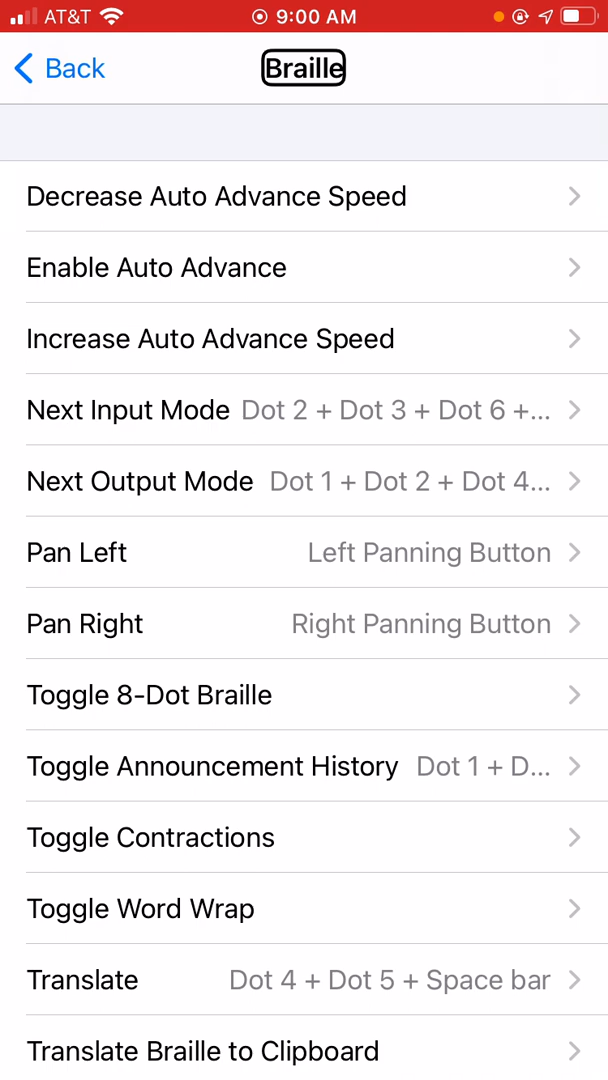 AT&T 9:00 AM
Back Braille
Decrease Auto Advance Speed
Enable Auto Advance
Increase Auto Advance Speed
Next Input Mode Dot 2 + Dot 3 + Dot 6 +...
Next Output Mode Dot 1 + Dot 2 + Dot 4...
Pan Left Left Panning Button
Pan Right Right Panning Button
Toggle 8-Dot Braille
Toggle Announcement History Dot 1 + D...
Toggle Contractions
Toggle Word Wrap
Translate Dot 4 + Dot 5 + Space bar
Translate Braille to Clipboard